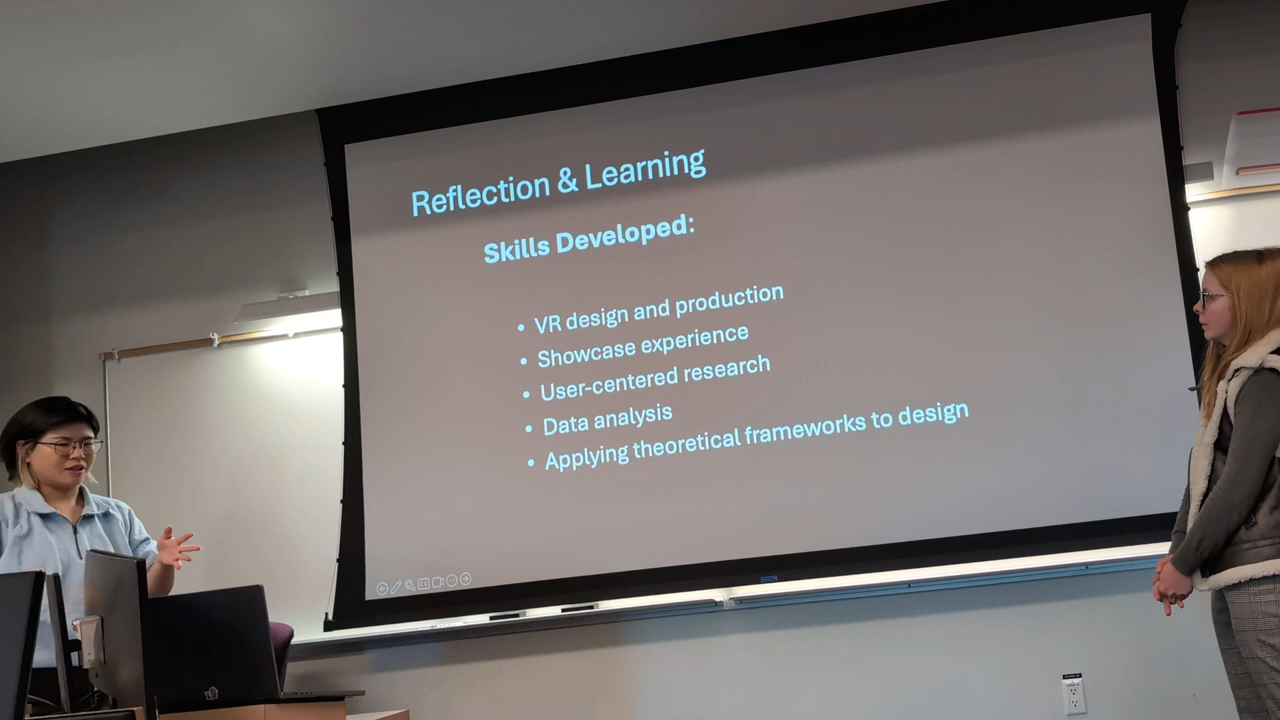 Reflection & Learning
Skills Developed:
• VR design and production
• Showcase experience
• User-centered research
• Data analysis
• Applying theoretical frameworks to design